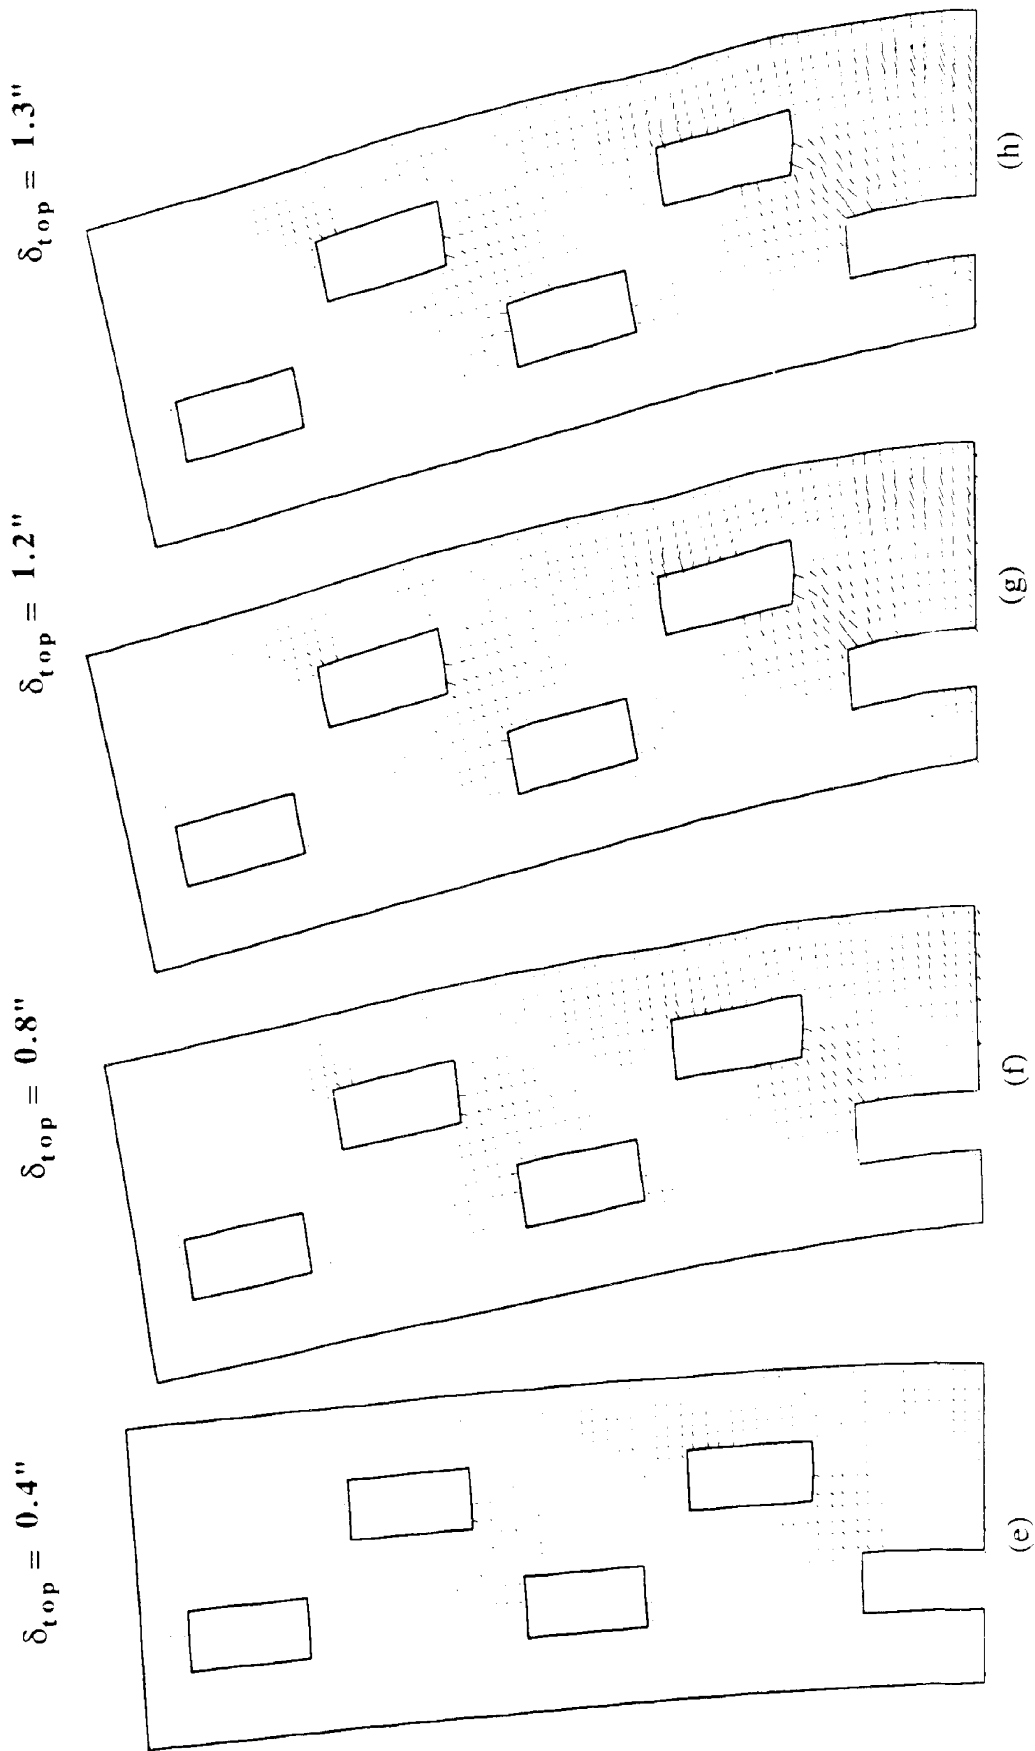 δtop = 0.4"
δtop = 0.8"
δtop = 1.2"
δtop = 1.3"
(e)
(f)
(g)
(h)